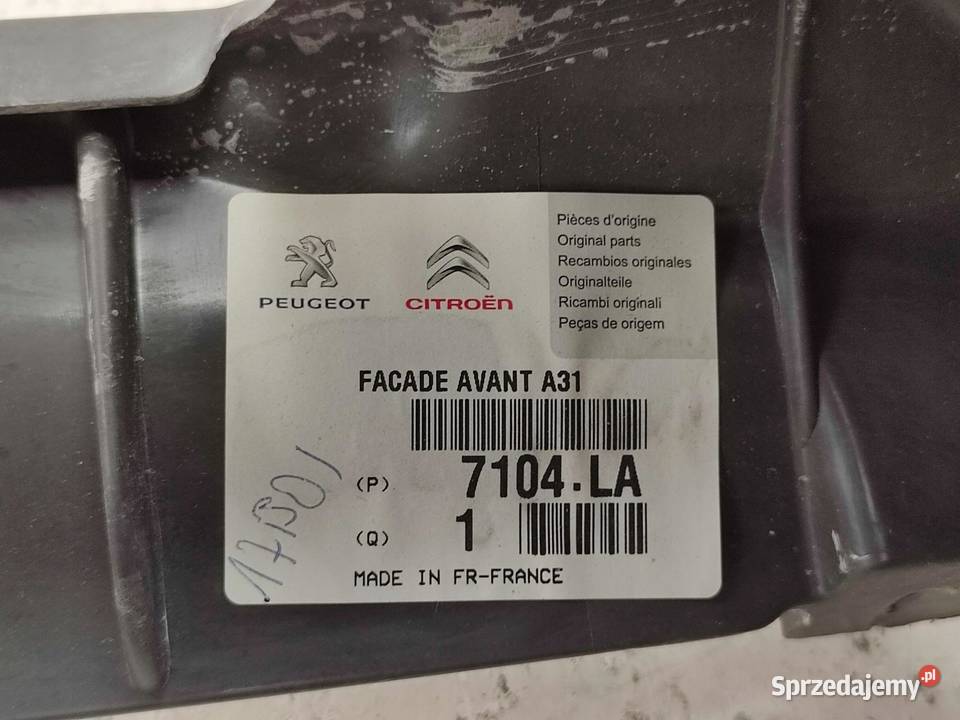 PEUGEOT
CITROËN
Pièces d'origine
Original parts
Recambios originales
Originalteile
Ricambi originali
Peças de origem
FACADE AVANT A31
(P) 7104.LA
(Q) 1
MADE IN FR-FRANCE
Sprzedajemy.pl